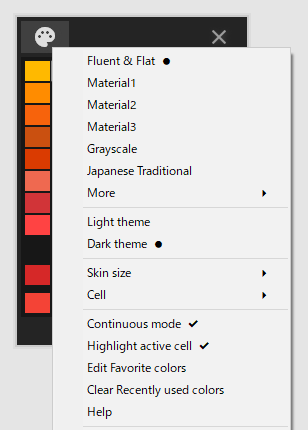 Fluent & Flat
Material1
Material2
Material3
Grayscale
Japanese Traditional
More
Light theme
Dark theme
Skin size
Cell
Continuous mode
Highlight active cell
Edit Favorite colors
Clear Recently used colors
Help